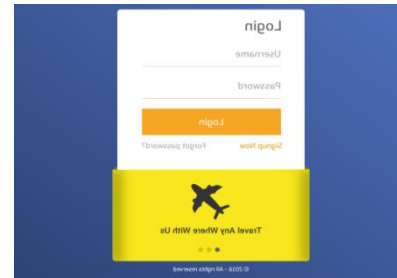 Login
Username
Password
Login
Signup Now Forgot password?
Travel Any Where With Us
© 2016 - All rights reserved